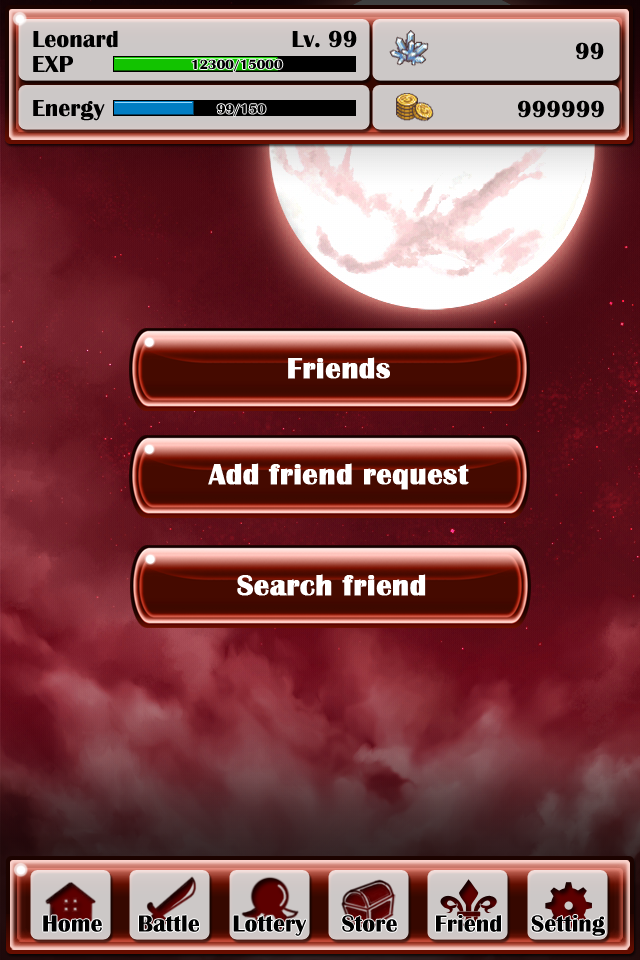 Leonard Lv. 99
EXP 12300/15000
99
Energy 99/150
999999
Friends
Add friend request
Search friend
Home Battle Lottery Store Friend Setting